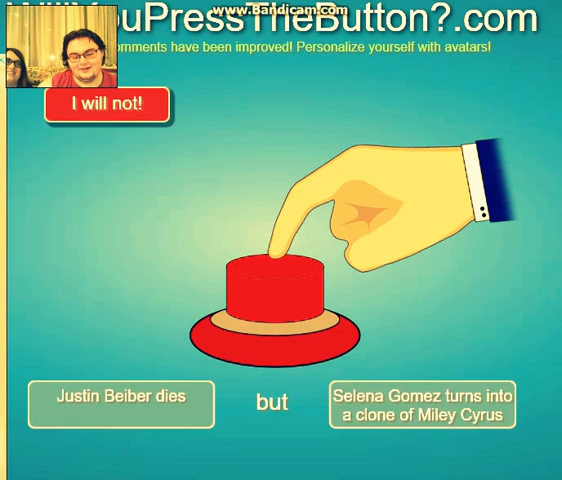 www.Bandicam.com
WillYouPressTheButton?.com
omments have been improved! Personalize yourself with avatars!
I will not!
Justin Beiber dies
but
Selena Gomez turns into
a clone of Miley Cyrus